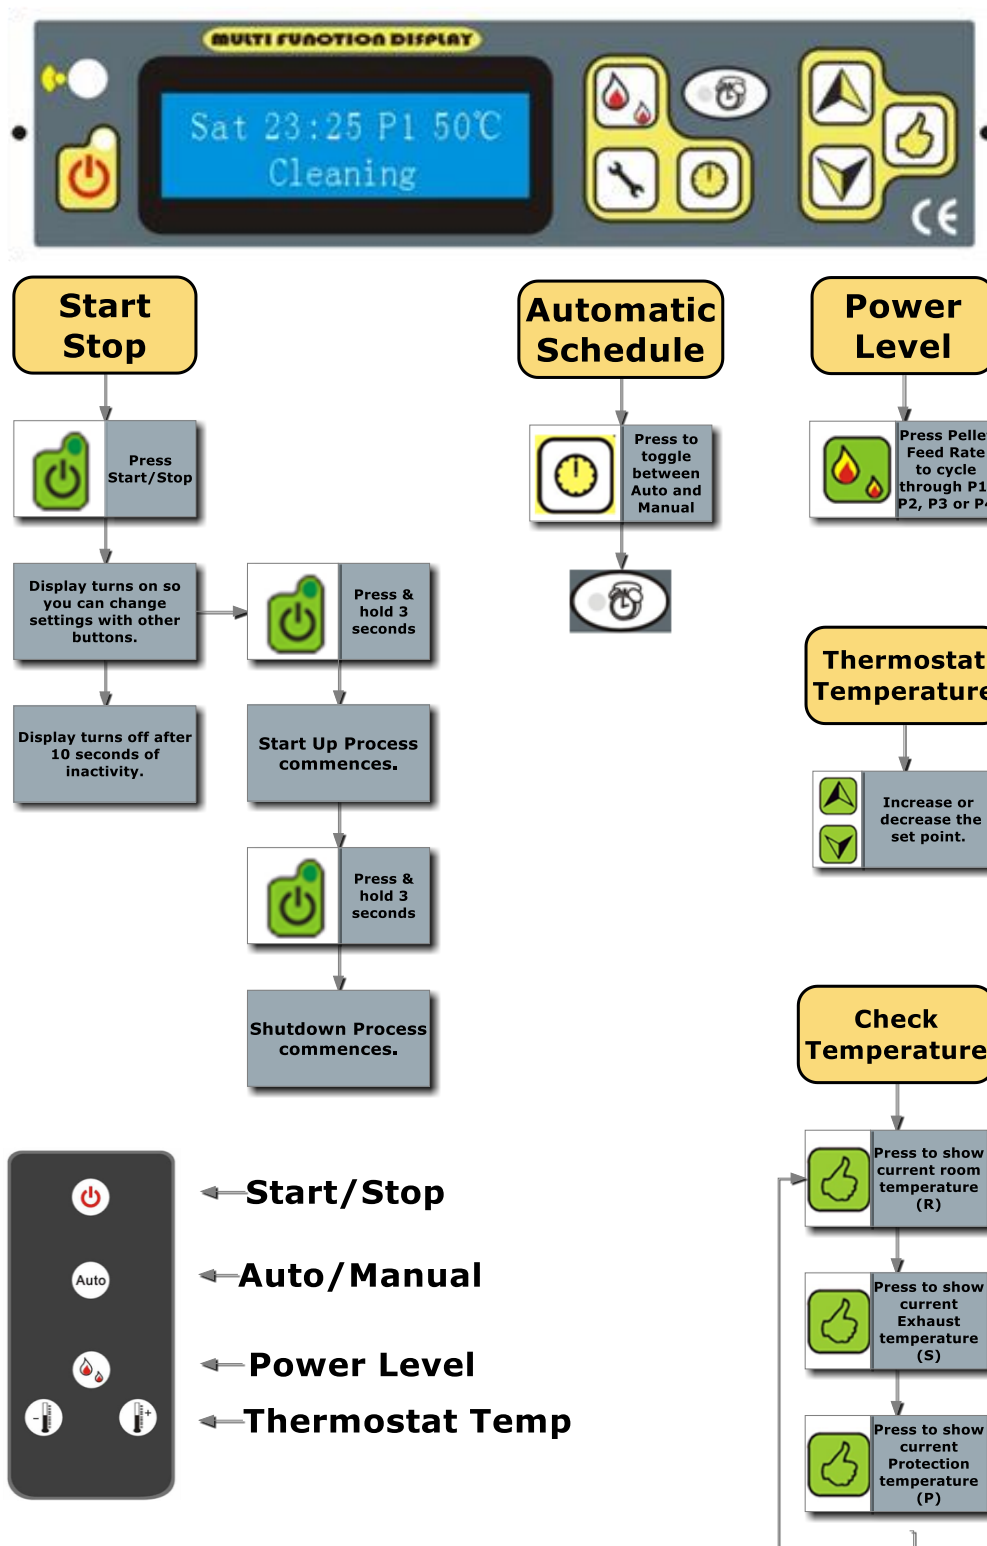 MULTI FUNOTION DISPLAY
Sat 23:25 P1 50℃
Cleaning
CE
Start
Stop
Press
Start/Stop
Display turns on so
you can change
settings with other
buttons.
Display turns off after
10 seconds of
inactivity.
Press &
hold 3
seconds
Start Up Process
commences.
Press &
hold 3
seconds
Shutdown Process
commences.
Automatic
Schedule
Press to
toggle
between
Auto and
Manual
Power
Level
Press Pelle
Feed Rate
to cycle
through P1
P2, P3 or P4
Thermostat
Temperature
Increase or
decrease the
set point.
Check
Temperature
Press to show
current room
temperature
(R)
Press to show
current
Exhaust
temperature
(S)
Press to show
current
Protection
temperature
(P)
Start/Stop
Auto
Auto/Manual
Power Level
- +
Thermostat Temp